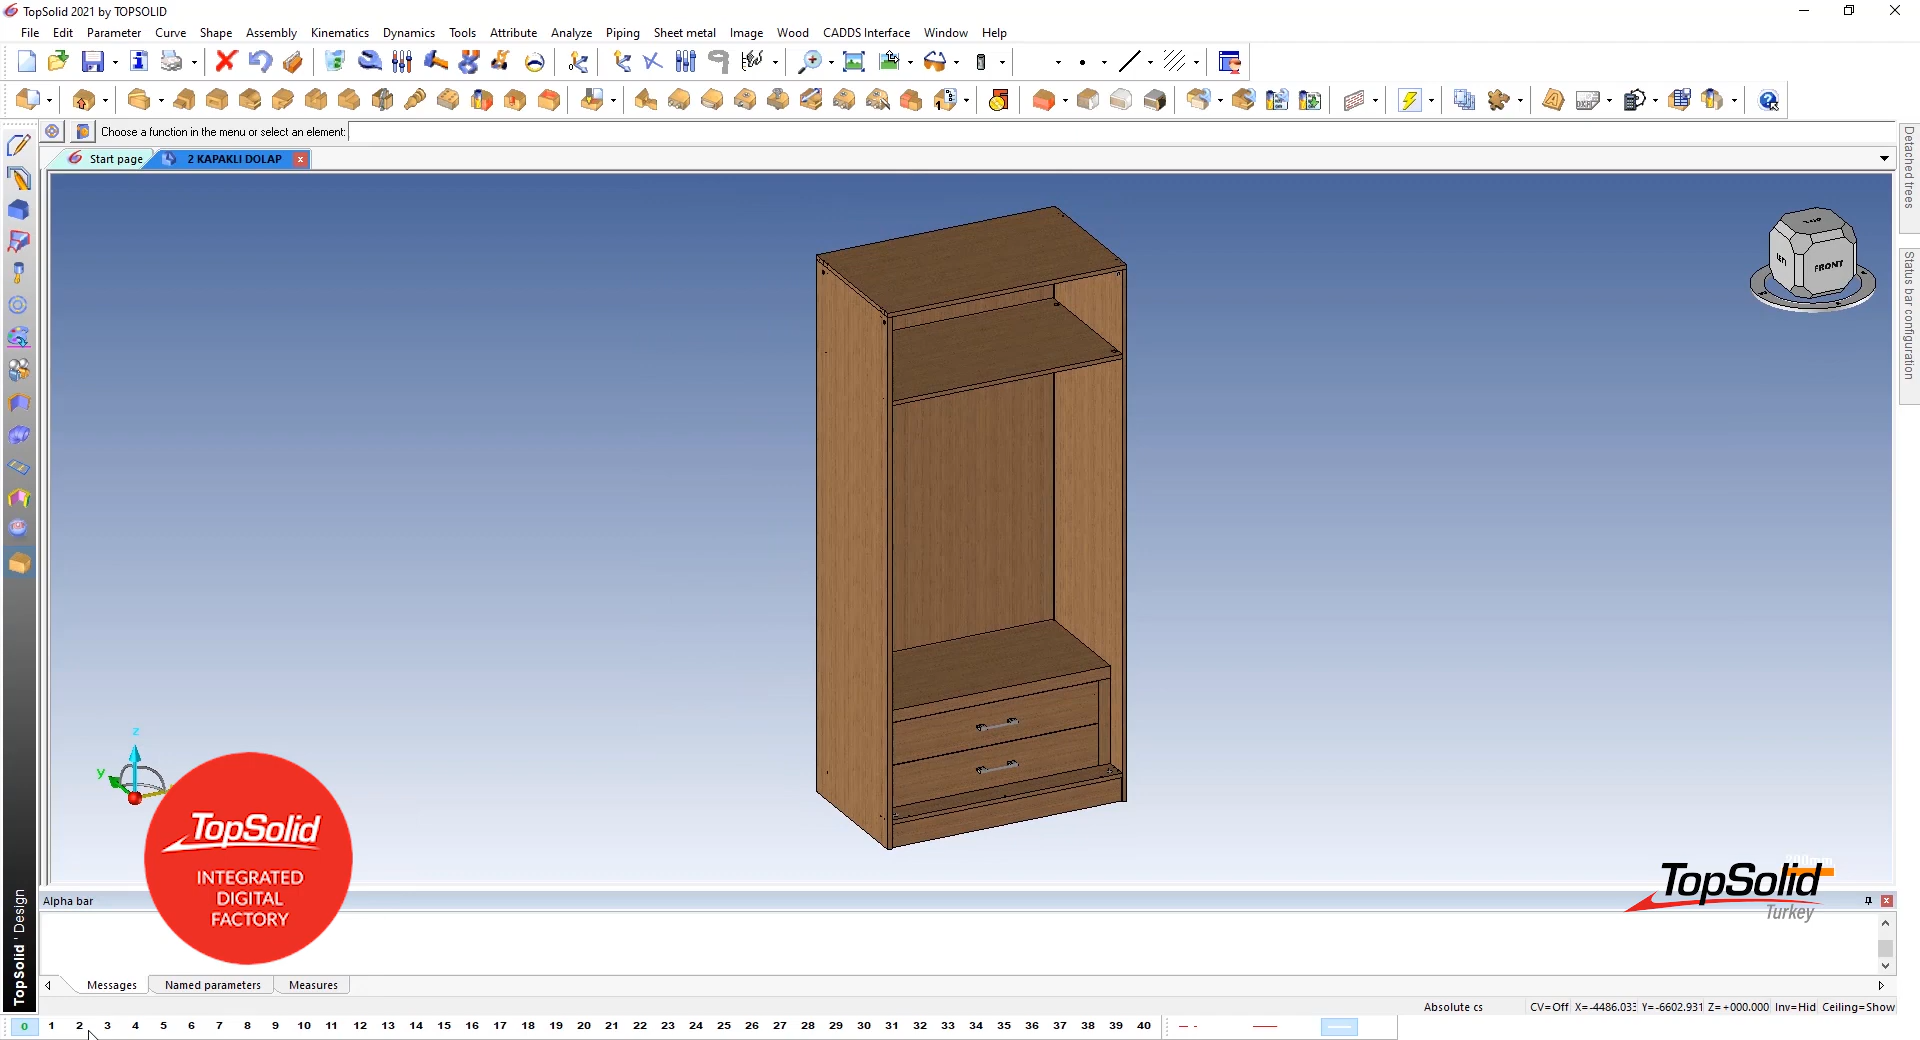 TopSolid 2021 by TOPSOLID
File Edit Parameter Curve Shape Assembly Kinematics Dynamics Tools Attribute Analyze Piping Sheet metal Image Wood CADDS Interface Window Help
Choose a function in the menu or select an element:
Start page 2 KAPAKLI DOLAP
Detached trees
Status bar configuration
LEFT FRONT
z
y
TopSolid
INTEGRATED
DIGITAL
FACTORY
TopSolid
Turkey
TopSolid ' Design
Alpha bar
Messages Named parameters Measures
Absolute cs CV=Off X=-4486.033 Y=-6602.931 Z=+000.000 Inv=Hid Ceiling=Show
0 1 2 3 4 5 6 7 8 9 10 11 12 13 14 15 16 17 18 19 20 21 22 23 24 25 26 27 28 29 30 31 32 33 34 35 36 37 38 39 40